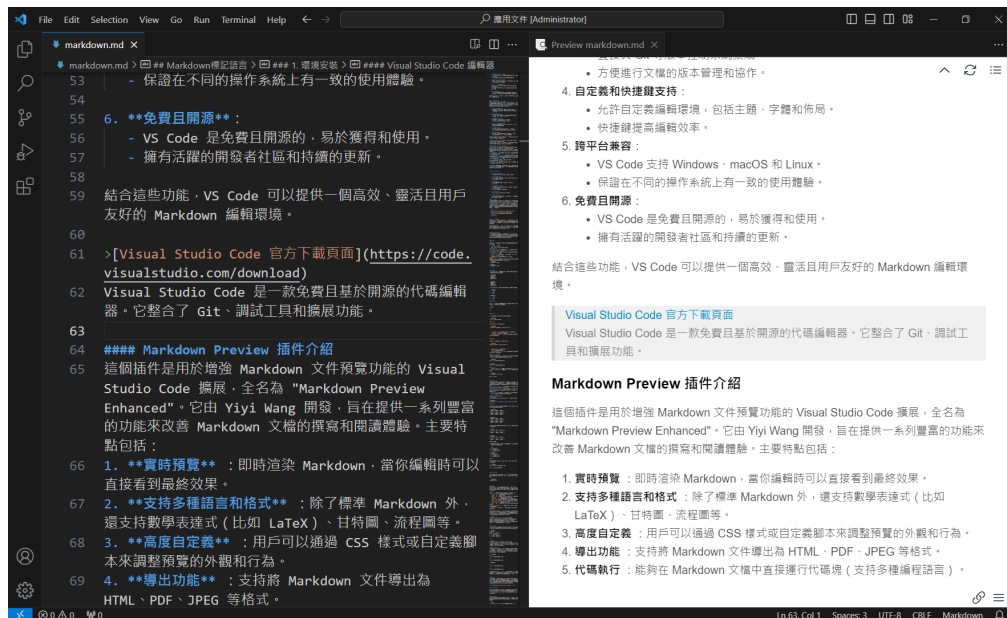 File Edit Selection View Go Run Terminal Help
應用文件 [Administrator]
markdown.md
markdown.md > ## Markdown標記語言 > ### 1. 環境安裝 > #### Visual Studio Code 編輯器
53 - 保證在不同的操作系統上有一致的使用體驗。
54
55 6. **免費且開源**：
56 - VS Code 是免費且開源的，易於獲得和使用。
57 - 擁有活躍的開發者社區和持續的更新。
58
59 結合這些功能，VS Code 可以提供一個高效、靈活且用戶
友好的 Markdown 編輯環境。
60
61 >[Visual Studio Code 官方下載頁面](https://code.
visualstudio.com/download)
62 Visual Studio Code 是一款免費且基於開源的代碼編輯
器。它整合了 Git、調試工具和擴展功能。
63
64 #### Markdown Preview 插件介紹
65 這個插件是用於增強 Markdown 文件預覽功能的 Visual
Studio Code 擴展，全名為 "Markdown Preview
Enhanced"。它由 Yiyi Wang 開發，旨在提供一系列豐富
的功能來改善 Markdown 文檔的撰寫和閱讀體驗。主要特
點包括：
66 1. **實時預覽** ：即時渲染 Markdown，當你編輯時可以
直接看到最終效果。
67 2. **支持多種語言和格式** ：除了標準 Markdown 外，
還支持數學表達式（比如 LaTeX）、甘特圖、流程圖等。
68 3. **高度自定義** ：用戶可以通過 CSS 樣式或自定義腳
本來調整預覽的外觀和行為。
69 4. **導出功能** ：支持將 Markdown 文件導出為
HTML、PDF、JPEG 等格式。
Preview markdown.md
• 方便進行文檔的版本管理和協作。
4. 自定義和快捷鍵支持：
• 允許自定義編輯環境，包括主題、字體和佈局。
• 快捷鍵提高編輯效率。
5. 跨平台兼容：
• VS Code 支持 Windows、macOS 和 Linux。
• 保證在不同的操作系統上有一致的使用體驗。
6. 免費且開源：
• VS Code 是免費且開源的，易於獲得和使用。
• 擁有活躍的開發者社區和持續的更新。
結合這些功能，VS Code 可以提供一個高效、靈活且用戶友好的 Markdown 編輯環
境。
Visual Studio Code 官方下載頁面
Visual Studio Code 是一款免費且基於開源的代碼編輯器。它整合了 Git、調試工
具和擴展功能。
Markdown Preview 插件介紹
這個插件是用於增強 Markdown 文件預覽功能的 Visual Studio Code 擴展，全名為
"Markdown Preview Enhanced"。它由 Yiyi Wang 開發，旨在提供一系列豐富的功能來
改善 Markdown 文檔的撰寫和閱讀體驗。主要特點包括：
1. 實時預覽 ：即時渲染 Markdown，當你編輯時可以直接看到最終效果。
2. 支持多種語言和格式 ：除了標準 Markdown 外，還支持數學表達式（比如
LaTeX）、甘特圖、流程圖等。
3. 高度自定義 ：用戶可以通過 CSS 樣式或自定義腳本來調整預覽的外觀和行為。
4. 導出功能 ：支持將 Markdown 文件導出為 HTML、PDF、JPEG 等格式。
5. 代碼執行 ：能夠在 Markdown 文檔中直接運行代碼塊（支持多種編程語言）。
0 0 0 Ln 63, Col 1 Spaces: 3 UTF-8 CRLF Markdown